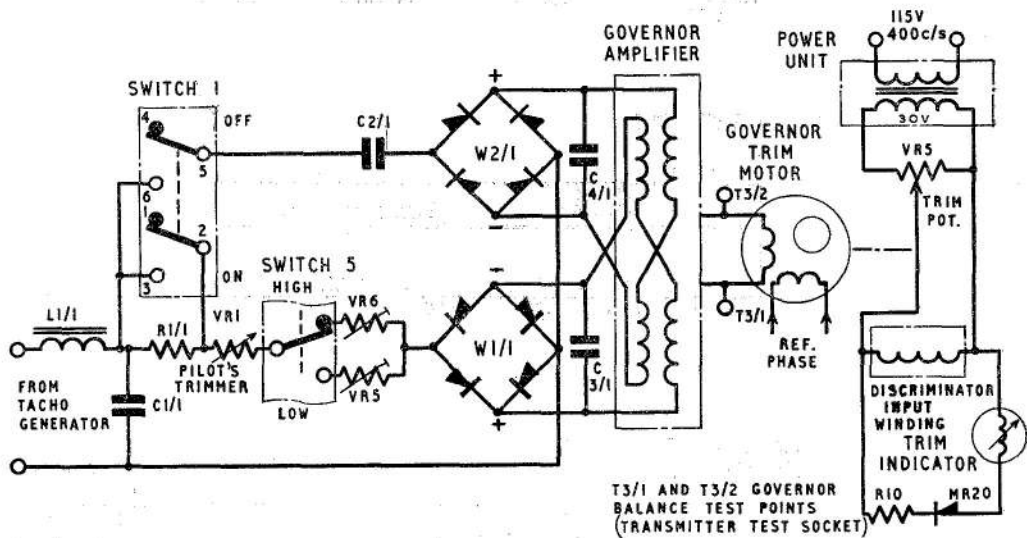 SWITCH 1
4
OFF
5
6
2
3
ON
C2/1
+
W2/1
−
C
4/1
GOVERNOR
AMPLIFIER
POWER
UNIT
115V
400c/s
30V
VR5
TRIM
POT.
GOVERNOR
TRIM
MOTOR
T3/2
T3/1
REF.
PHASE
L1/1
R1/1
VR1
PILOT'S
TRIMMER
FROM
TACHO
GENERATOR
C1/1
SWITCH 5
HIGH
VR6
VR5
LOW
−
W1/1
+
C
3/1
DISCRIMINATOR
INPUT
WINDING
TRIM
INDICATOR
R10
MR20
T3/1 AND T3/2 GOVERNOR
BALANCE TEST POINTS
(TRANSMITTER TEST SOCKET)